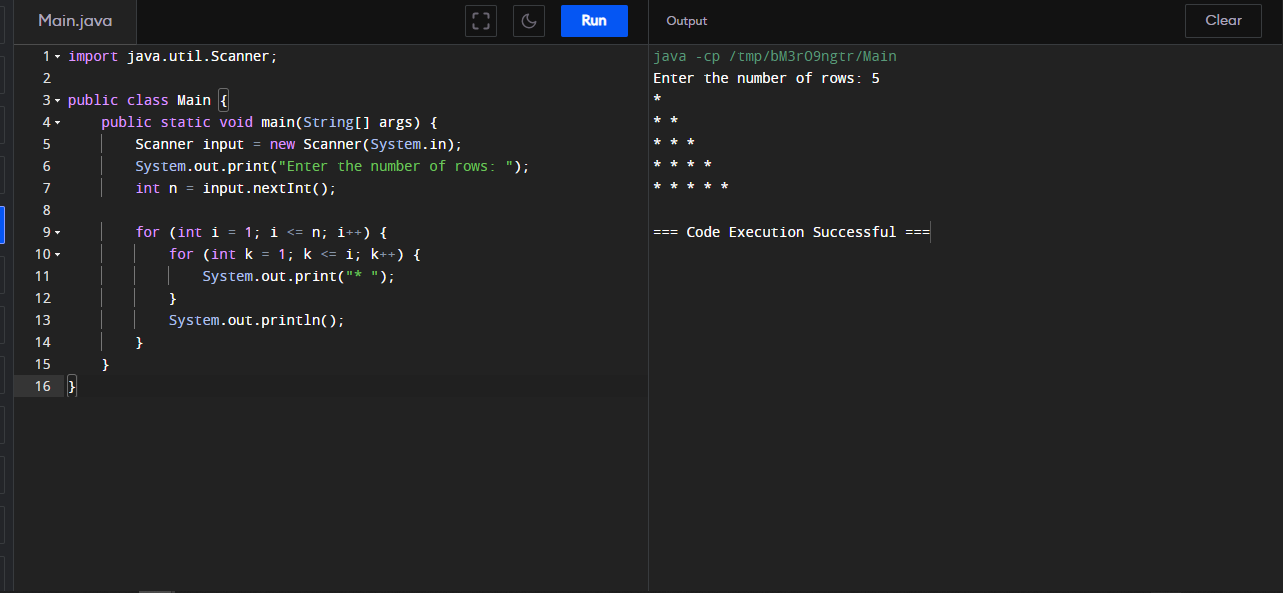 Main.java
Run
Output
Clear
1 import java.util.Scanner;
2
3 public class Main {
4     public static void main(String[] args) {
5         Scanner input = new Scanner(System.in);
6         System.out.print("Enter the number of rows: ");
7         int n = input.nextInt();
8
9         for (int i = 1; i <= n; i++) {
10             for (int k = 1; k <= i; k++) {
11                 System.out.print("* ");
12             }
13             System.out.println();
14         }
15     }
16 }
java -cp /tmp/bM3rO9ngtr/Main
Enter the number of rows: 5
*
* *
* * *
* * * *
* * * * *
=== Code Execution Successful ===